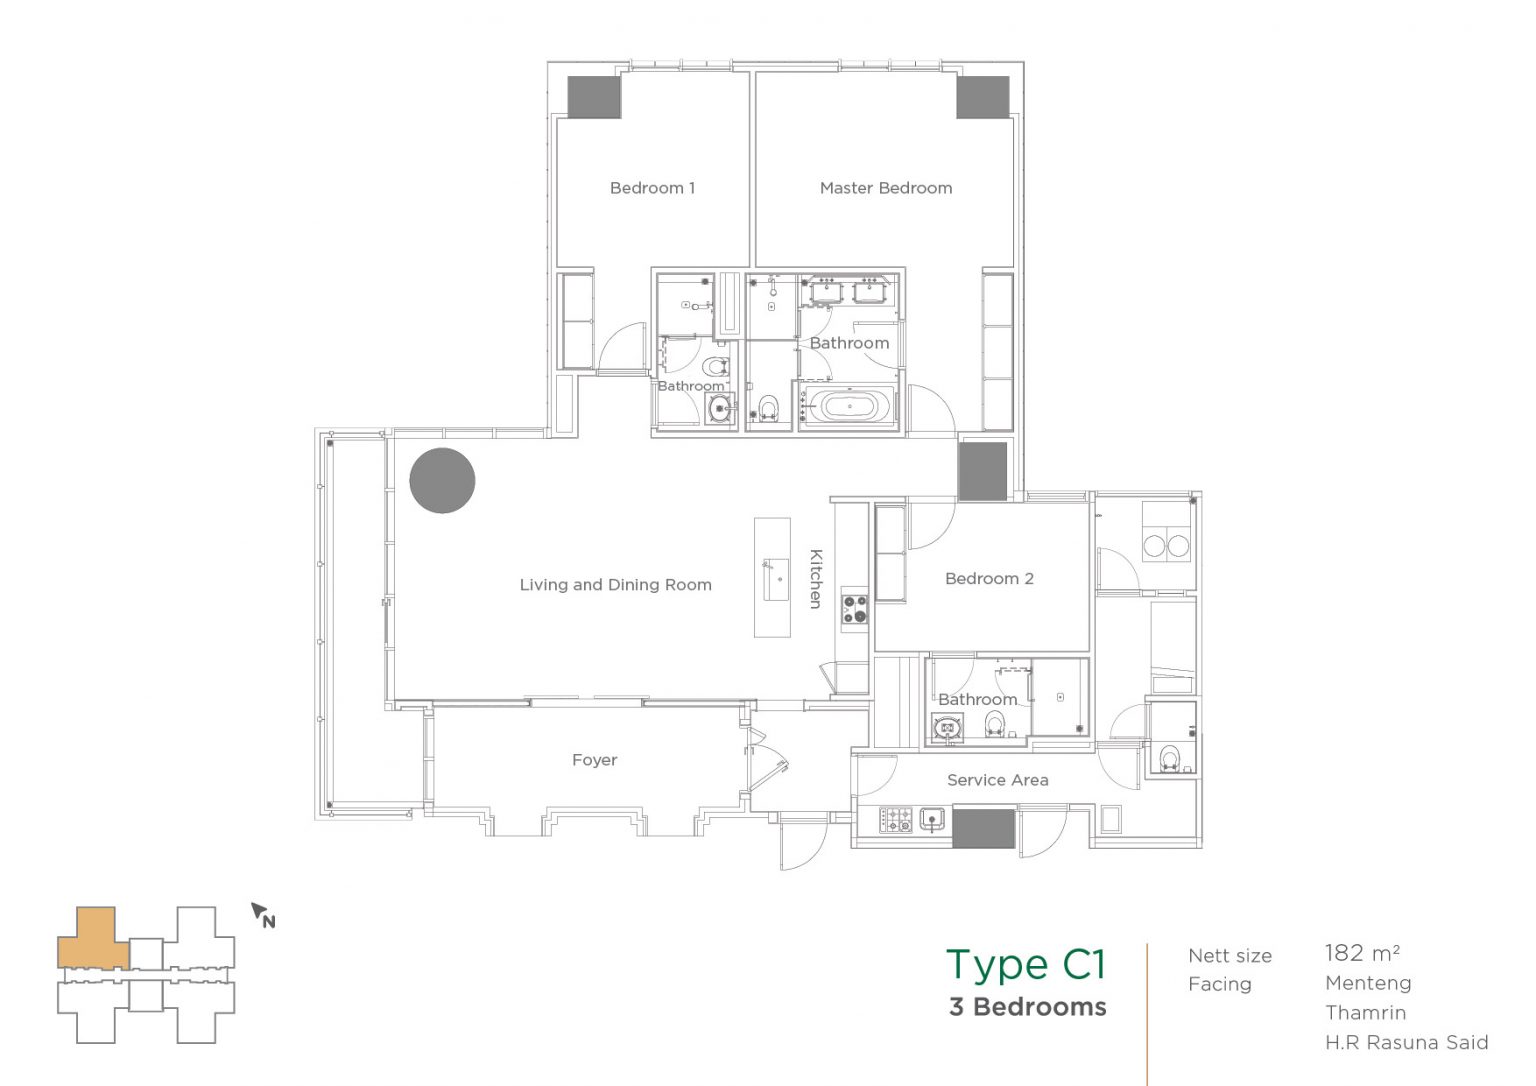 Bedroom 1
Master Bedroom
Bathroom
Bathroom
Living and Dining Room
Kitchen
Bedroom 2
Bathroom
Foyer
Service Area
N
Type C1
3 Bedrooms
Nett size 182 m²
Facing Menteng
Thamrin
H.R Rasuna Said